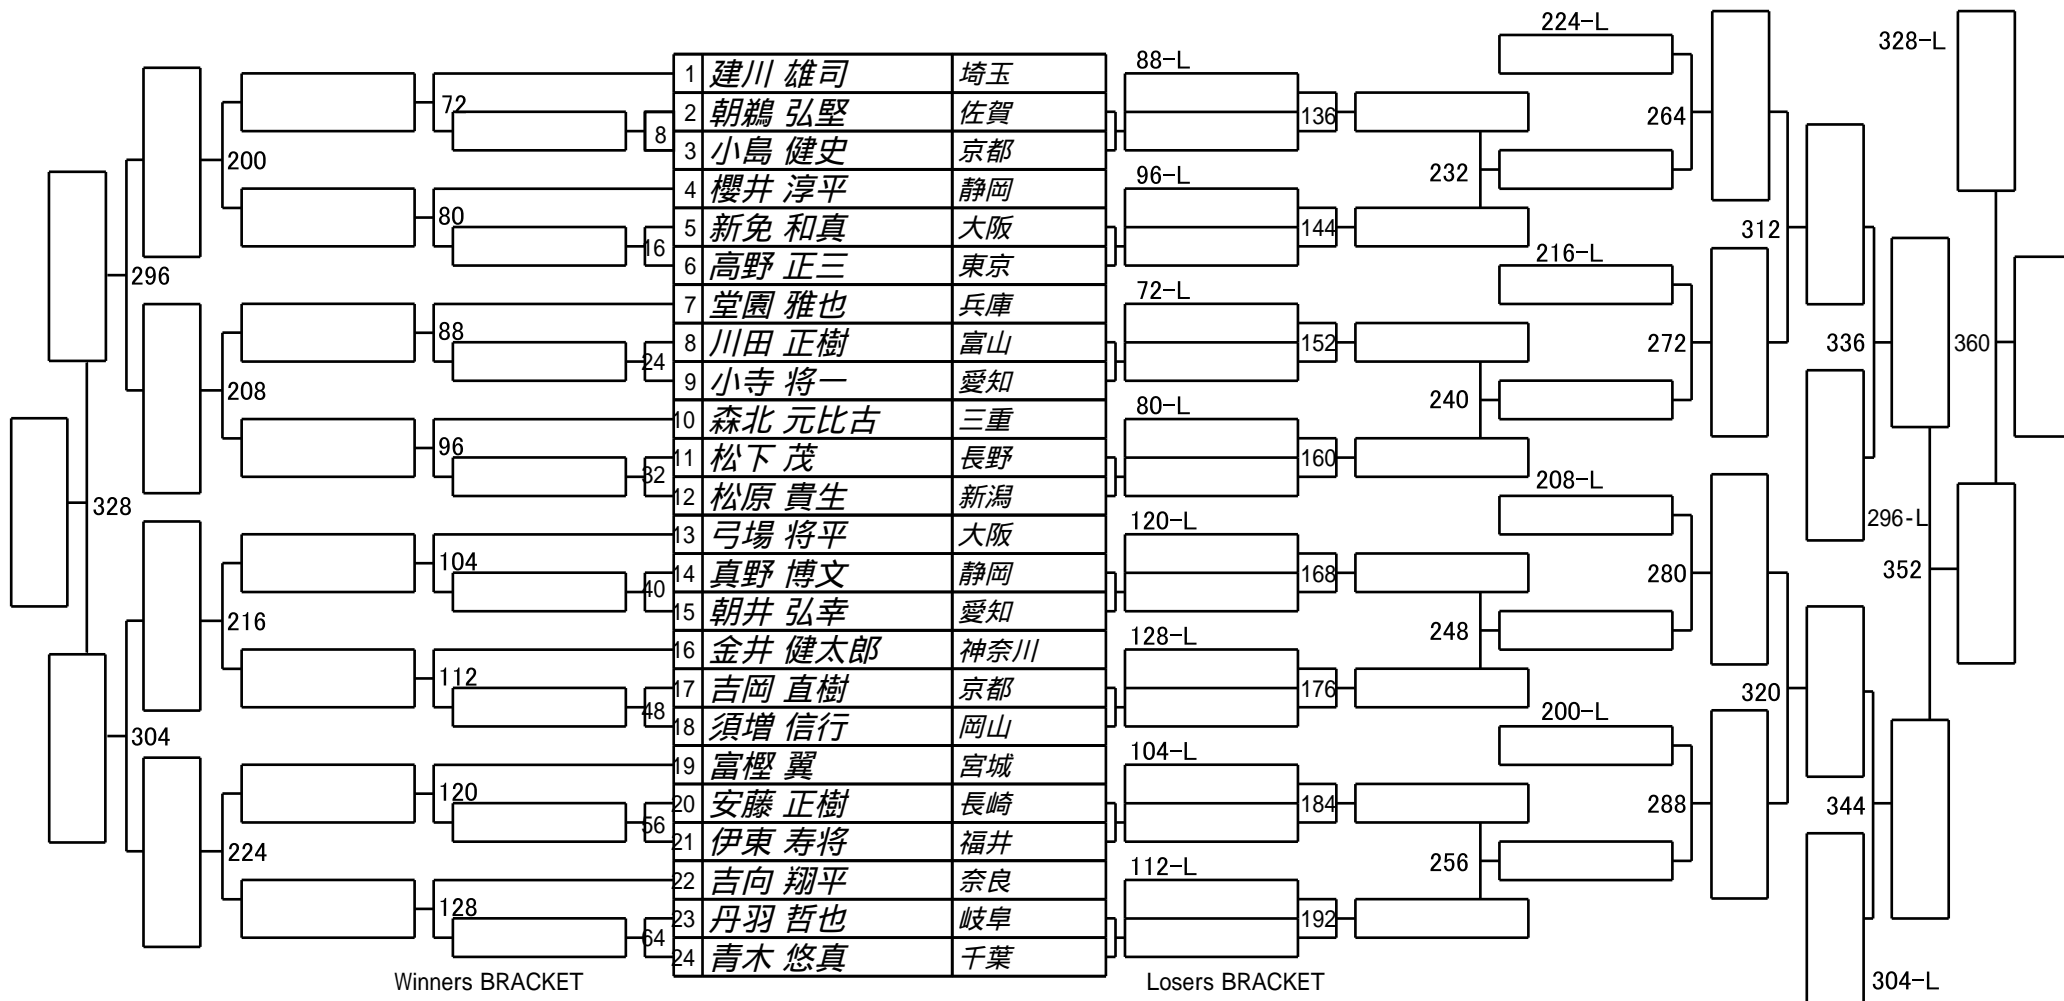 224-L
328-L
1 建川 雄司 埼玉 88-L
72
2 朝鵜 弘堅 佐賀 136 264
8
3 小島 健史 京都
200 232
4 櫻井 淳平 静岡 96-L
80
5 新免 和真 大阪 144 312
16
6 高野 正三 東京 216-L
296
7 堂園 雅也 兵庫 72-L
88
8 川田 正樹 富山 152 272 336 360
24
9 小寺 将一 愛知
208 240
10 森北 元比古 三重 80-L
96
11 松下 茂 長野 160
32
12 松原 貴生 新潟 208-L
328 296-L
13 弓場 将平 大阪 120-L
104
14 真野 博文 静岡 168 280 352
40
15 朝井 弘幸 愛知
216 248
16 金井 健太郎 神奈川 128-L
112
17 吉岡 直樹 京都 176 320
48
18 須増 信行 岡山 200-L
304
19 富樫 翼 宮城 104-L
120
20 安藤 正樹 長崎 184 288 344
56
21 伊東 寿将 福井
224 256
22 吉向 翔平 奈良 112-L
128
23 丹羽 哲也 岐阜 192
64
24 青木 悠真 千葉
Winners BRACKET Losers BRACKET 304-L